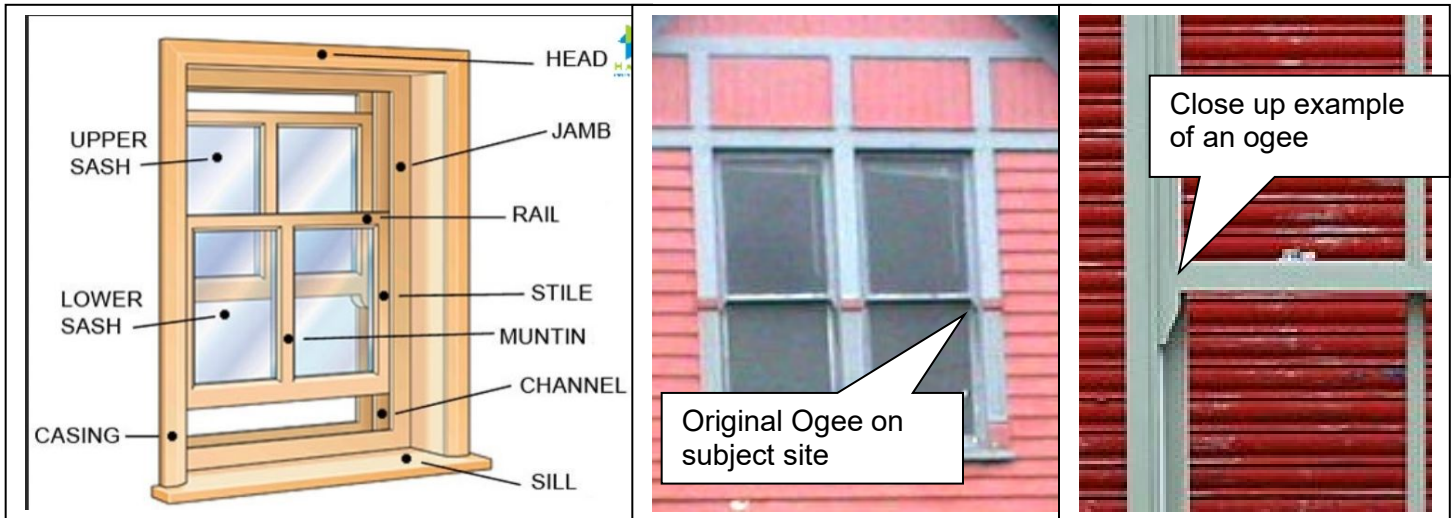 HEAD
JAMB
UPPER
SASH
RAIL
STILE
LOWER
SASH
MUNTIN
CHANNEL
CASING
SILL
Original Ogee on
subject site
Close up example
of an ogee